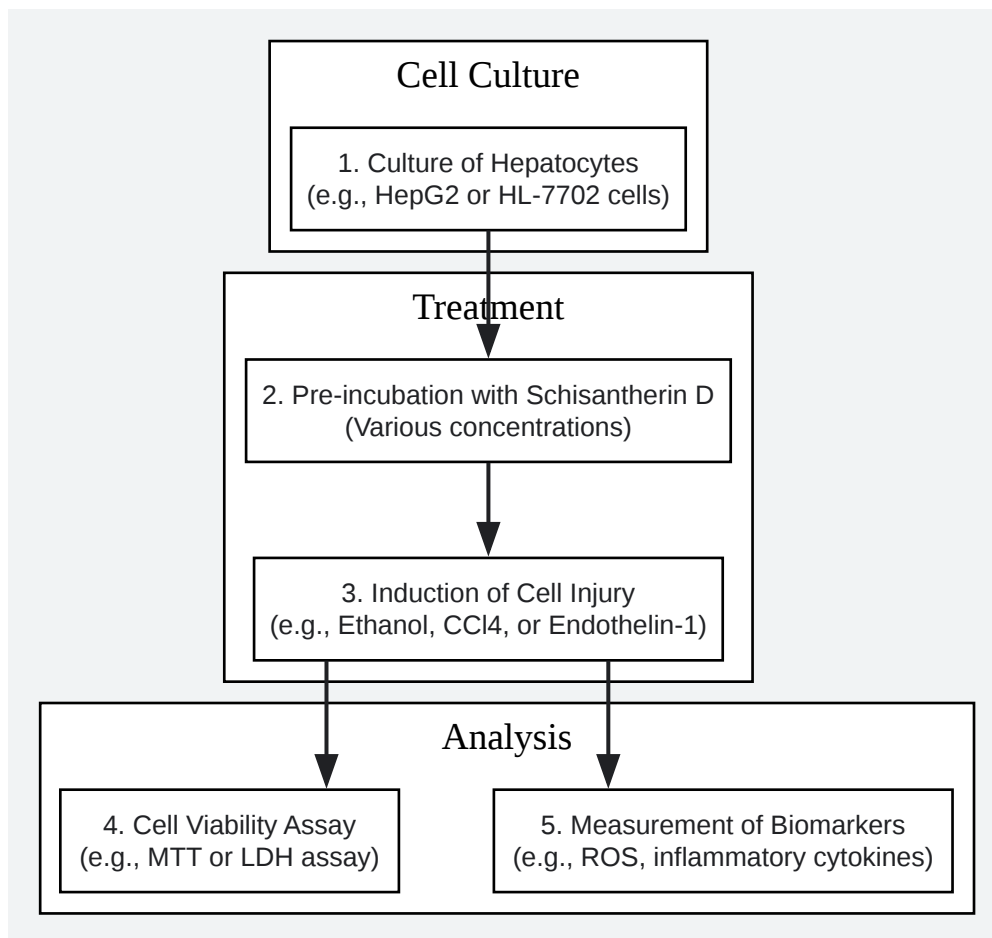 Cell Culture
1. Culture of Hepatocytes
(e.g., HepG2 or HL-7702 cells)
Treatment
2. Pre-incubation with Schisantherin D
(Various concentrations)
3. Induction of Cell Injury
(e.g., Ethanol, CCl4, or Endothelin-1)
Analysis
4. Cell Viability Assay
(e.g., MTT or LDH assay)
5. Measurement of Biomarkers
(e.g., ROS, inflammatory cytokines)